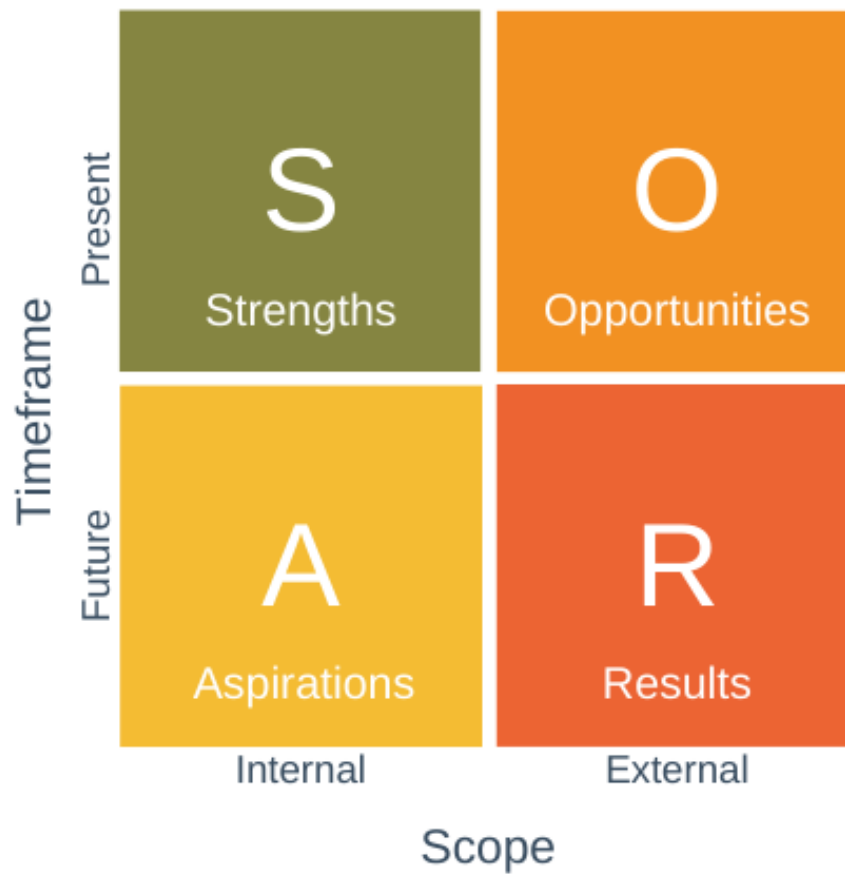 Timeframe
Present
S
Strengths
O
Opportunities
Future
A
Aspirations
R
Results
Internal
External
Scope